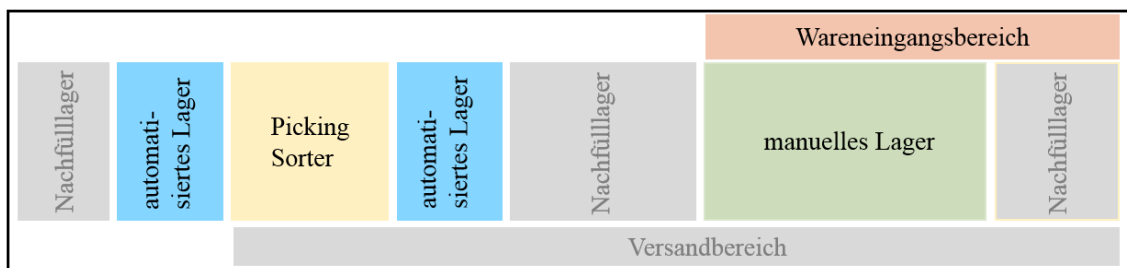 Wareneingangsbereich
Nachfülllager
automati-
siertes Lager
Picking
Sorter
automati-
siertes Lager
Nachfülllager
manuelles Lager
Nachfülllager
Versandbereich